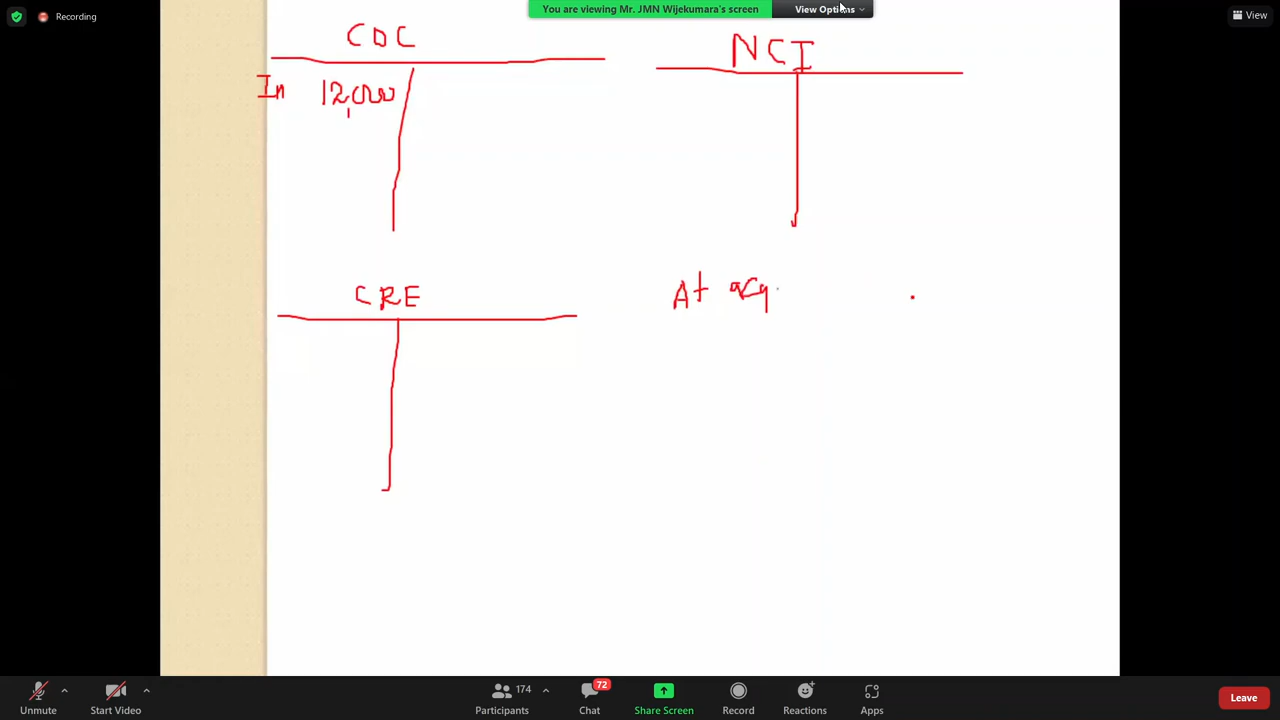 Recording
You are viewing Mr. JMN Wijekumara's screen
View Options
View
COC
NCI
In 12,000
CRE
At acq
Unmute
Start Video
174
Participants
72
Chat
Share Screen
Record
Reactions
Apps
Leave